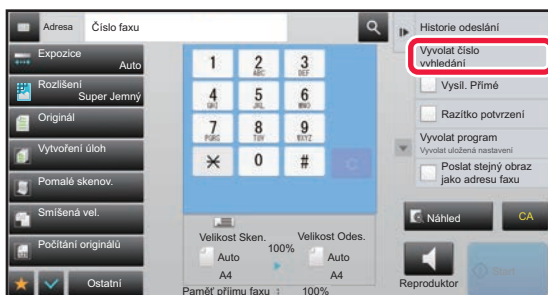 Adresa
Číslo faxu
Expozice
Auto
Rozlišení
Super Jemný
Originál
Vytvoření úloh
Pomalé skenov.
Smíšená vel.
Počítání originálů
Ostatní
1
2
ABC
3
DEF
4
GHI
5
JKL
6
MNO
7
PQRS
8
TUV
9
WXYZ
0
#
Velikost Sken.
100%
Velikost Odes.
Auto
A4
Auto
A4
Paměť příjmu faxu : 100%
Historie odeslání
Vyvolat číslo
vvhledání
Vysíl. Přímé
Razítko potvrzení
Vyvolat program
Vyvolat uložená nastavení
Poslat stejný obraz
jako adresu faxu
Náhled
CA
Reproduktor
Start